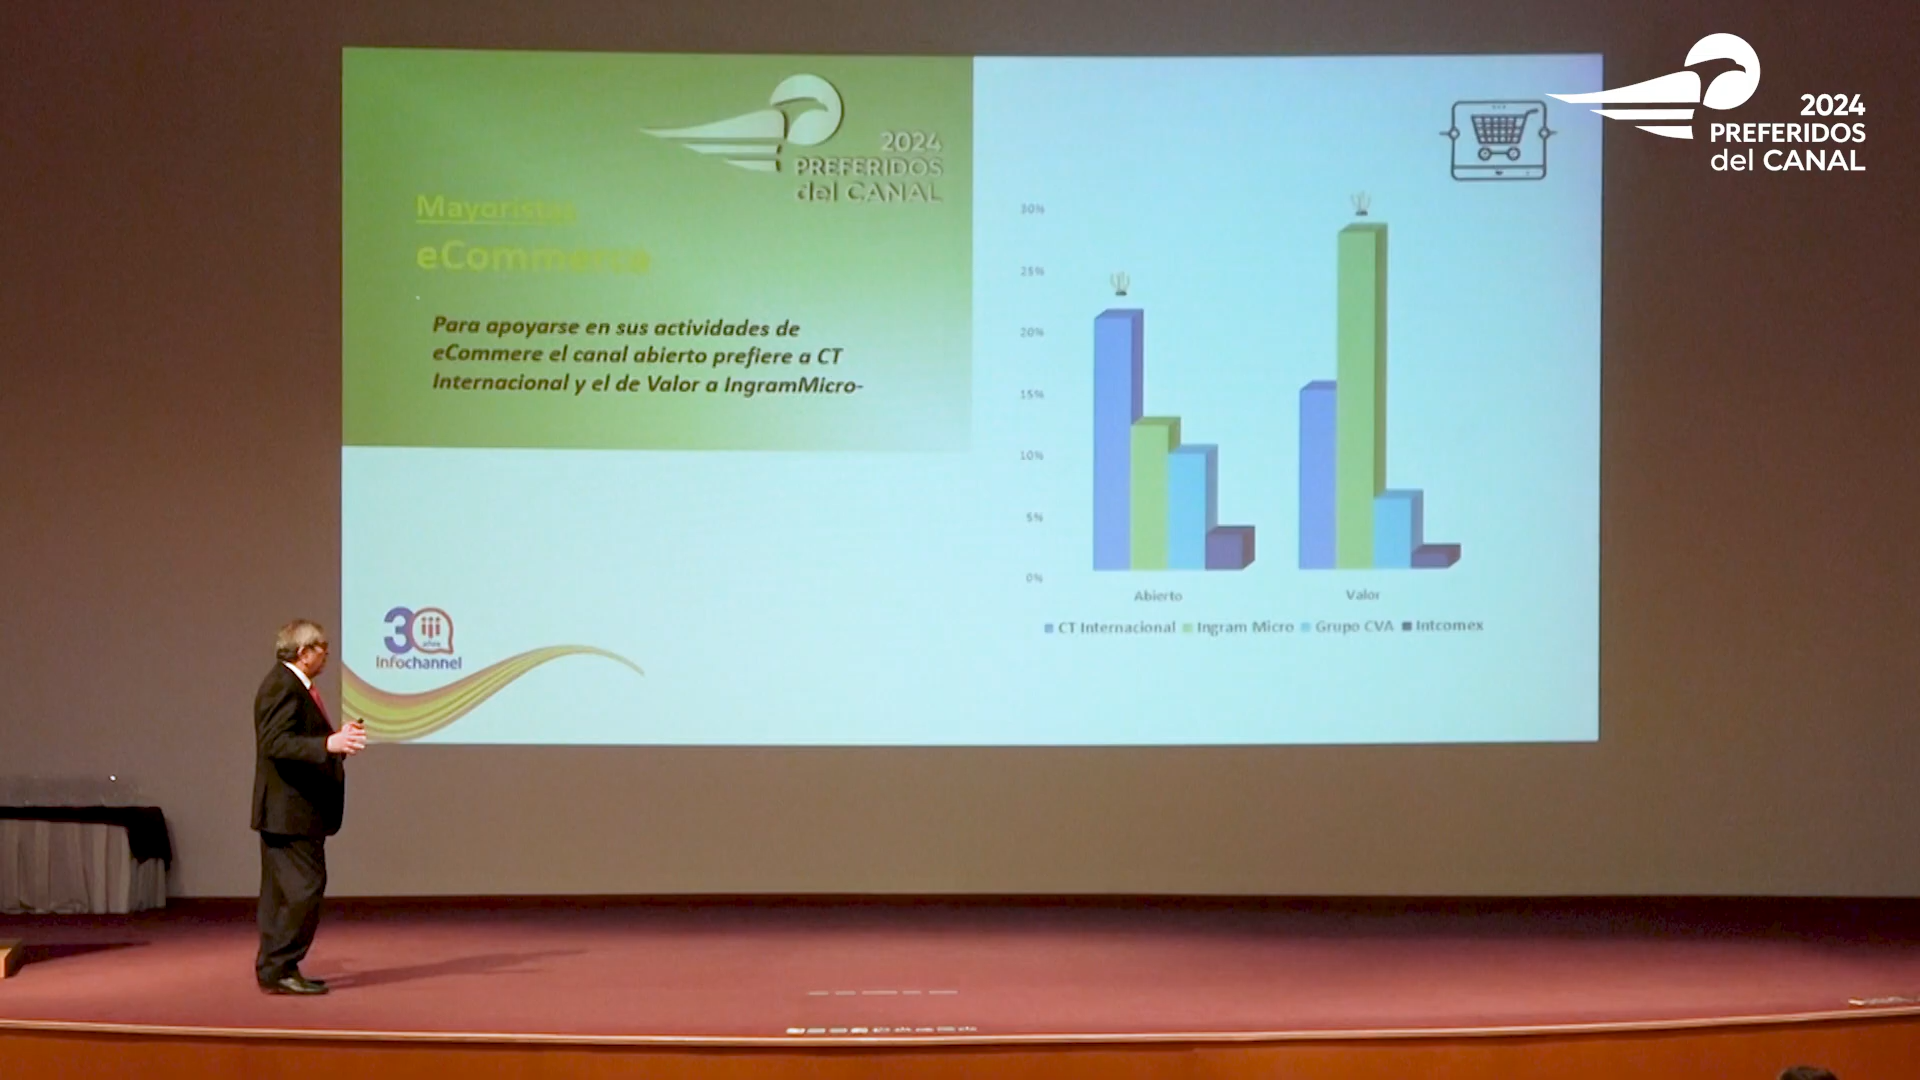 2024
PREFERIDOS
del CANAL
2024
PREFERIDOS
del CANAL
Mayoristas
eCommerce
Para apoyarse en sus actividades de
eCommere el canal abierto prefiere a CT
Internacional y el de Valor a IngramMicro-
30%
25%
20%
15%
10%
5%
0%
Abierto Valor
CT Internacional Ingram Micro Grupo CVA Intcomex
30
años
Infochannel